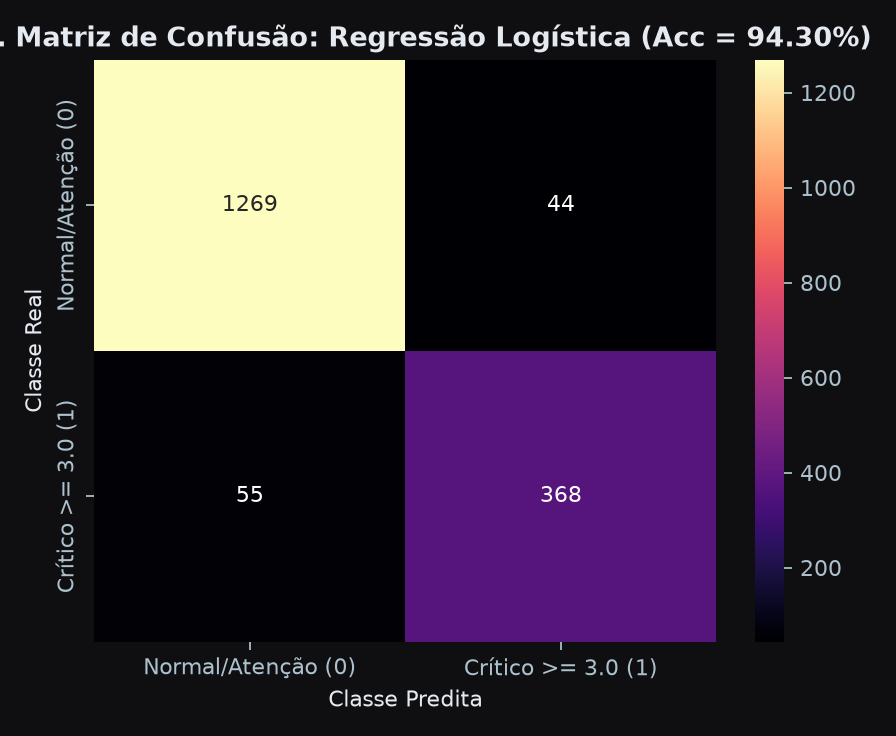 . Matriz de Confusão: Regressão Logística (Acc = 94.30%)
Classe Real
Normal/Atenção (0)
Crítico >= 3.0 (1)
1269
44
55
368
Normal/Atenção (0)
Crítico >= 3.0 (1)
Classe Predita
1200
1000
800
600
400
200